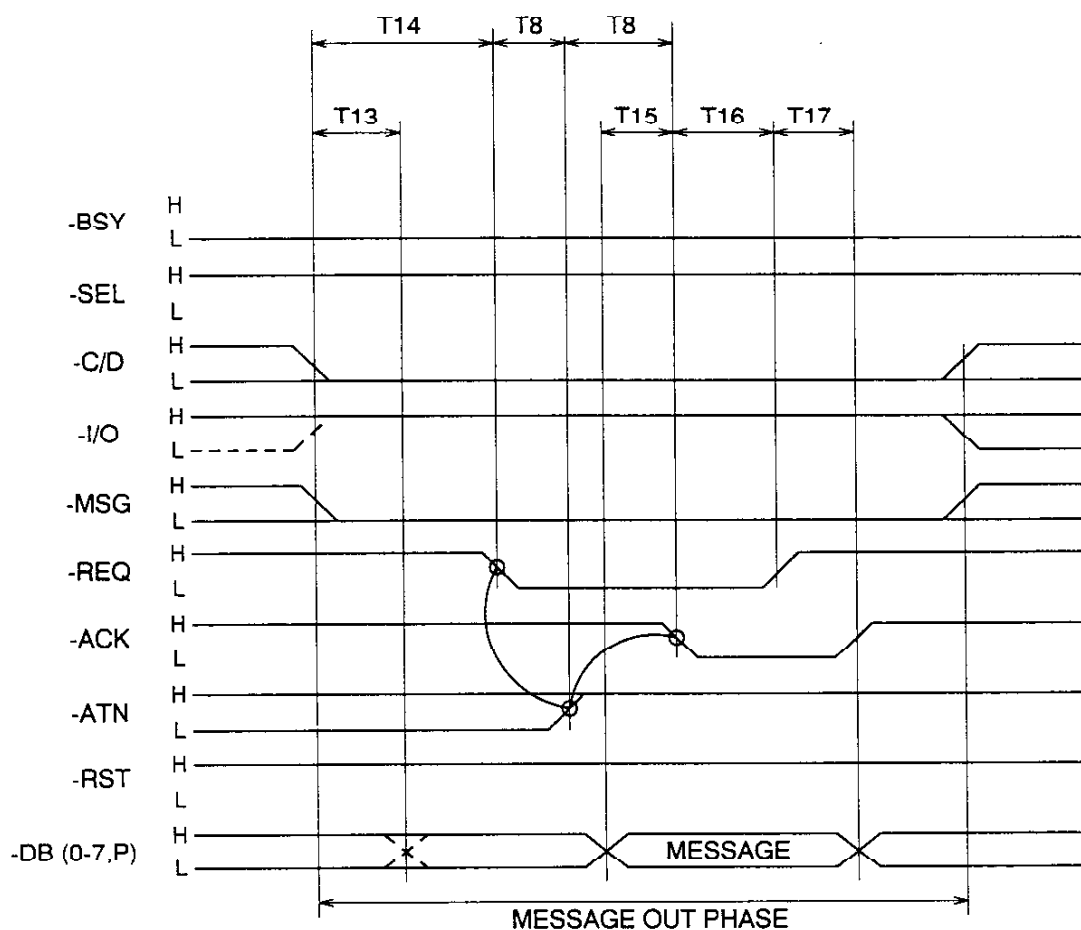 T14 T8 T8
T13 T15 T16 T17
-BSY H
L
-SEL H
L
-C/D H
L
-I/O H
L
-MSG H
L
-REQ H
L
-ACK H
L
-ATN H
L
-RST H
L
-DB (0-7,P) H
L
MESSAGE
MESSAGE OUT PHASE